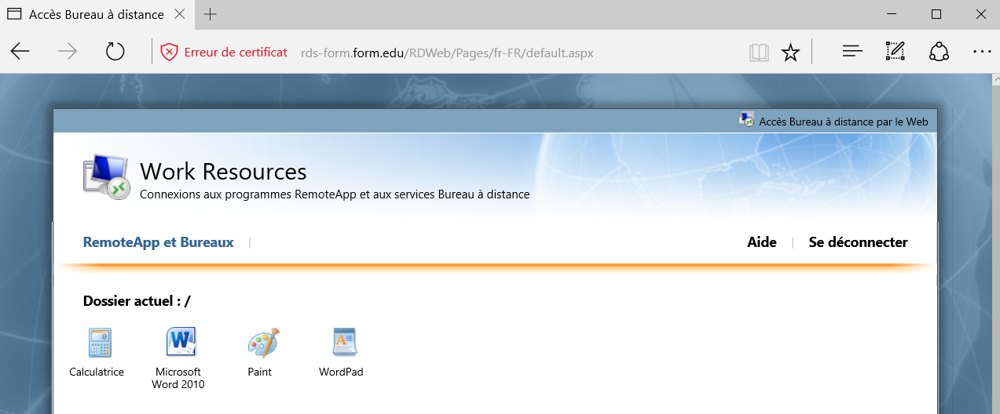 Accès Bureau à distance
Erreur de certificat rds-form.form.edu/RDWeb/Pages/fr-FR/default.aspx
Accès Bureau à distance par le Web
Work Resources
Connexions aux programmes RemoteApp et aux services Bureau à distance
RemoteApp et Bureaux | Aide | Se déconnecter
Dossier actuel : /
Calculatrice
Microsoft
Word 2010
Paint
WordPad